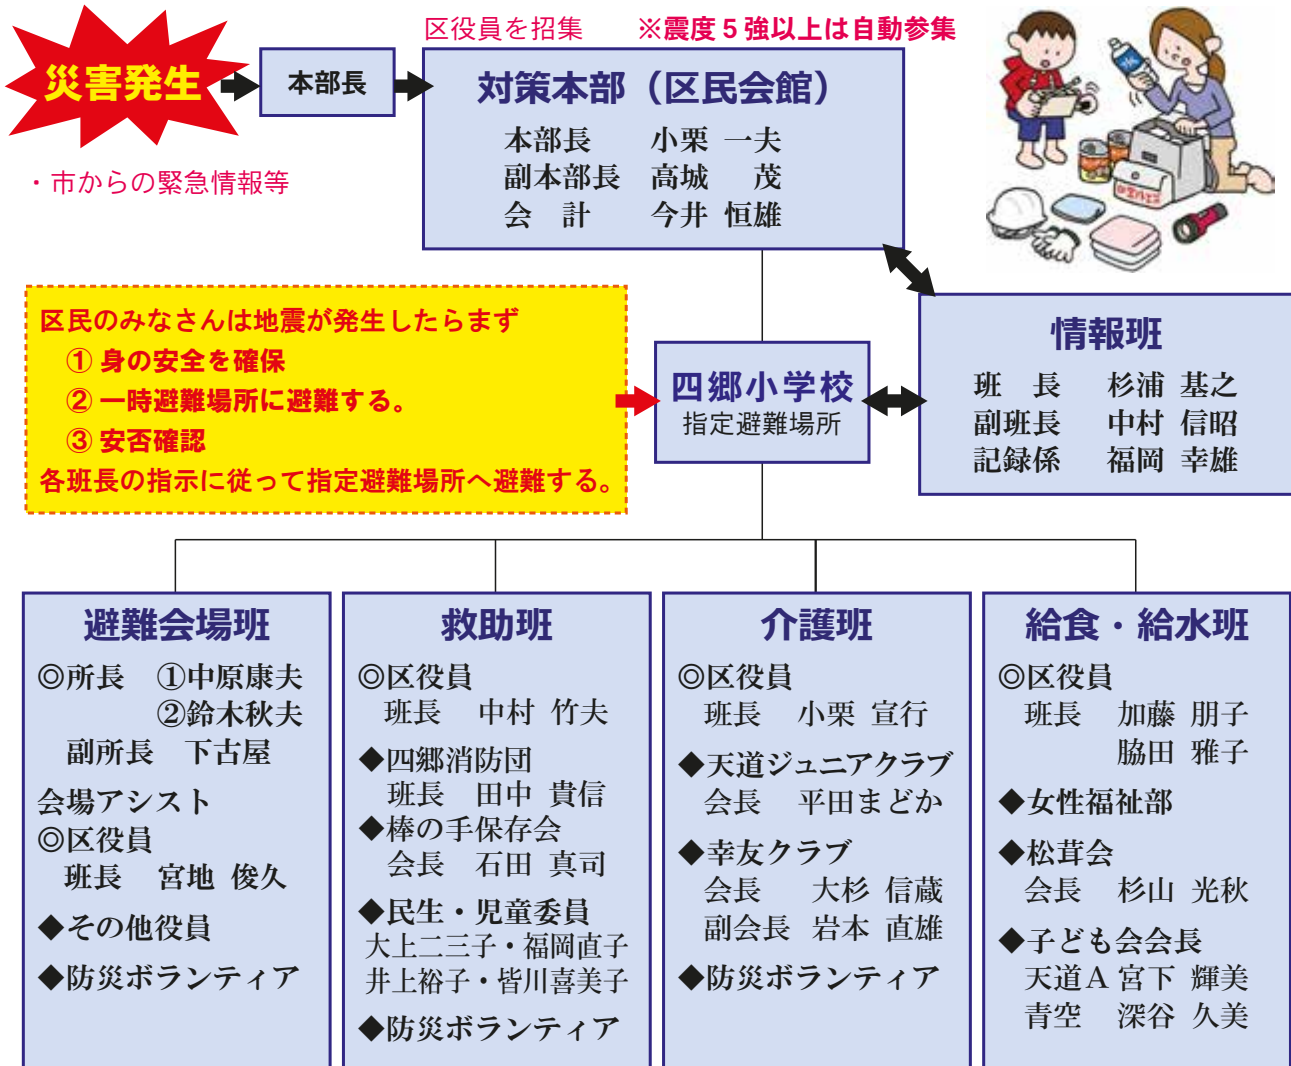 災害発生
・市からの緊急情報等
本部長
区役員を招集　※震度5強以上は自動参集
対策本部（区民会館）
本部長　小栗 一夫
副本部長　高城　茂
会　計　今井 恒雄
区民のみなさんは地震が発生したらまず
① 身の安全を確保
② 一時避難場所に避難する。
③ 安否確認
各班長の指示に従って指定避難場所へ避難する。
四郷小学校
指定避難場所
情報班
班　長　杉浦 基之
副班長　中村 信昭
記録係　福岡 幸雄
避難会場班
◎所長　①中原康夫
②鈴木秋夫
副所長　下古屋
会場アシスト
◎区役員
班長　宮地 俊久
◆その他役員
◆防災ボランティア
救助班
◎区役員
班長　中村 竹夫
◆四郷消防団
班長　田中 貴信
◆棒の手保存会
会長　石田 真司
◆民生・児童委員
大上二三子・福岡直子
井上裕子・皆川喜美子
◆防災ボランティア
介護班
◎区役員
班長　小栗 宣行
◆天道ジュニアクラブ
会長　平田まどか
◆幸友クラブ
会長　大杉 信蔵
副会長　岩本 直雄
◆防災ボランティア
給食・給水班
◎区役員
班長　加藤 朋子
脇田 雅子
◆女性福祉部
◆松茸会
会長　杉山 光秋
◆子ども会会長
天道A 宮下 輝美
青空　深谷 久美